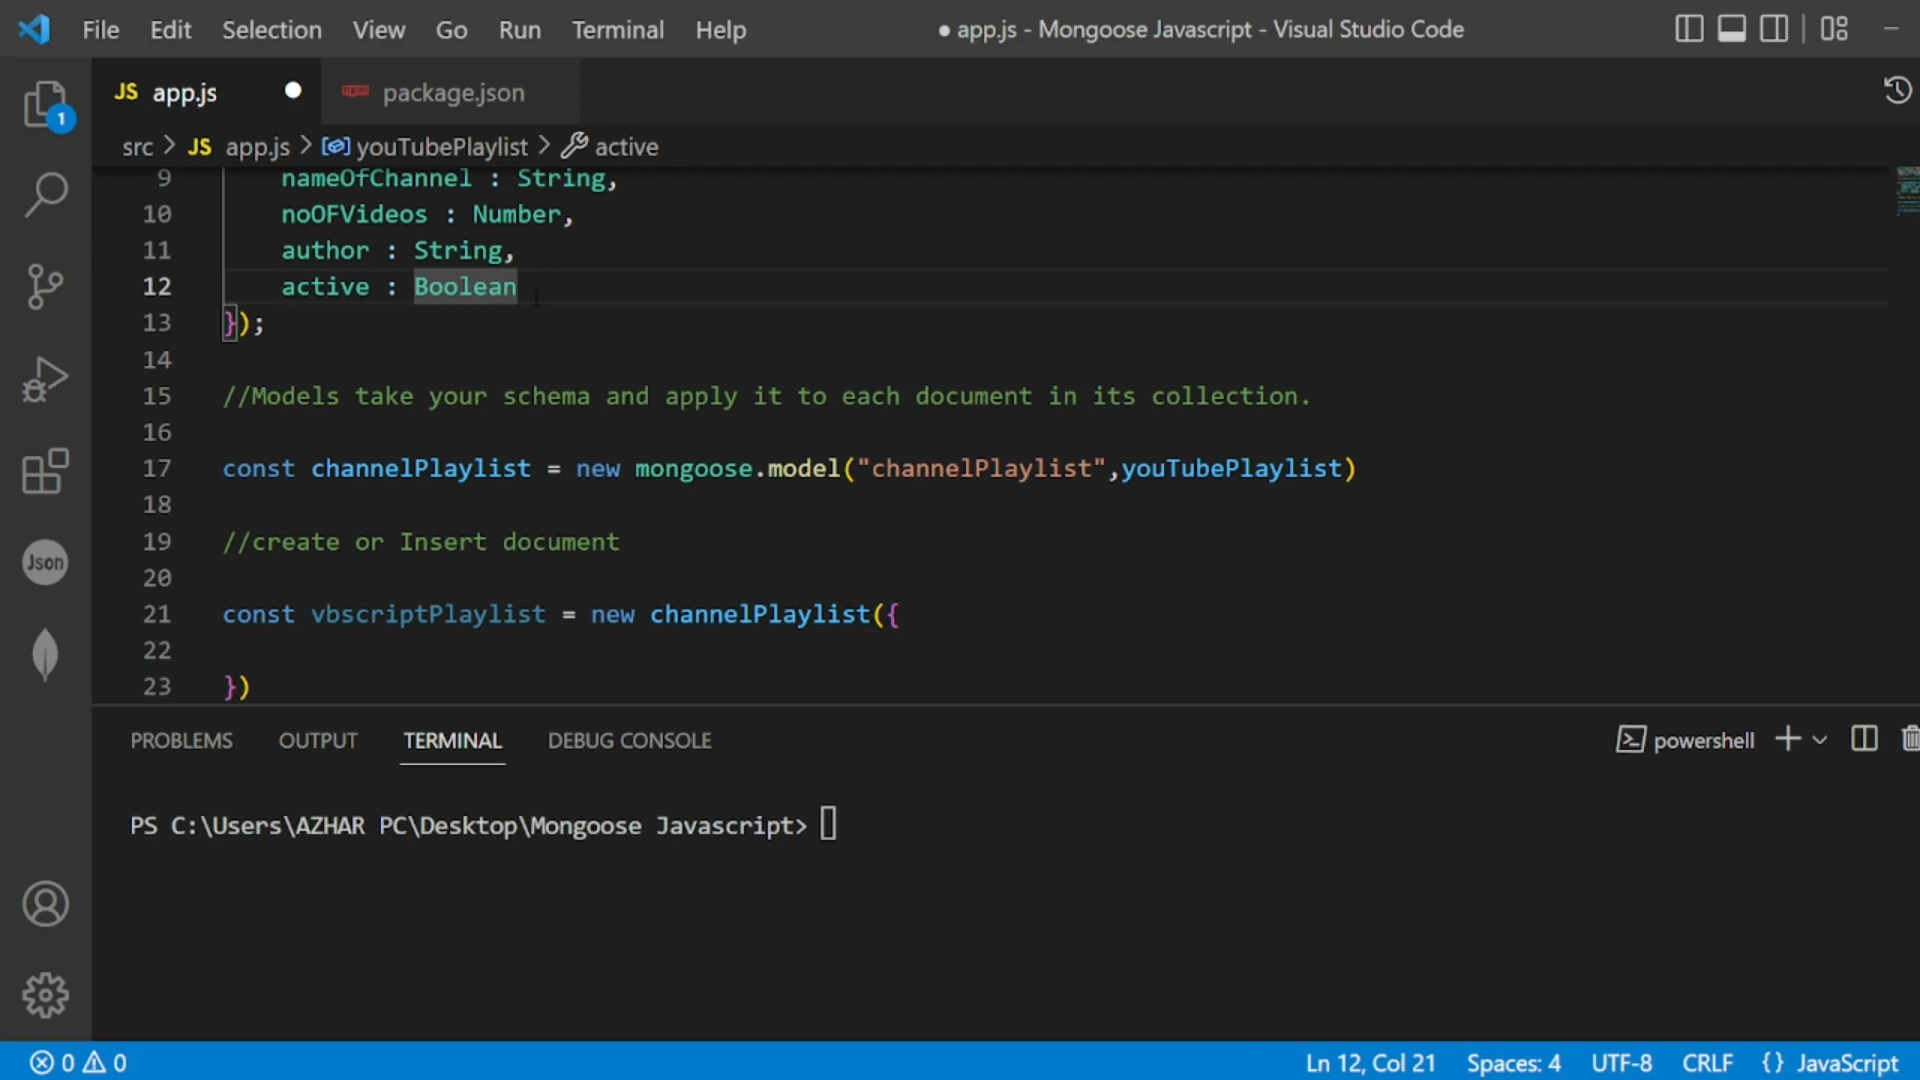 File Edit Selection View Go Run Terminal Help ● app.js - Mongoose Javascript - Visual Studio Code
JS app.js package.json
1
src > JS app.js > youTubePlaylist > active
9 nameOfChannel : String,
10 noOFVideos : Number,
11 author : String,
12 active : Boolean
13 });
14
15 //Models take your schema and apply it to each document in its collection.
16
17 const channelPlaylist = new mongoose.model("channelPlaylist",youTubePlaylist)
18
19 //create or Insert document
20
21 const vbscriptPlaylist = new channelPlaylist({
22
23 })
Json
PROBLEMS OUTPUT TERMINAL DEBUG CONSOLE powershell
PS C:\Users\AZHAR PC\Desktop\Mongoose Javascript>
0 0 Ln 12, Col 21 Spaces: 4 UTF-8 CRLF {} JavaScript